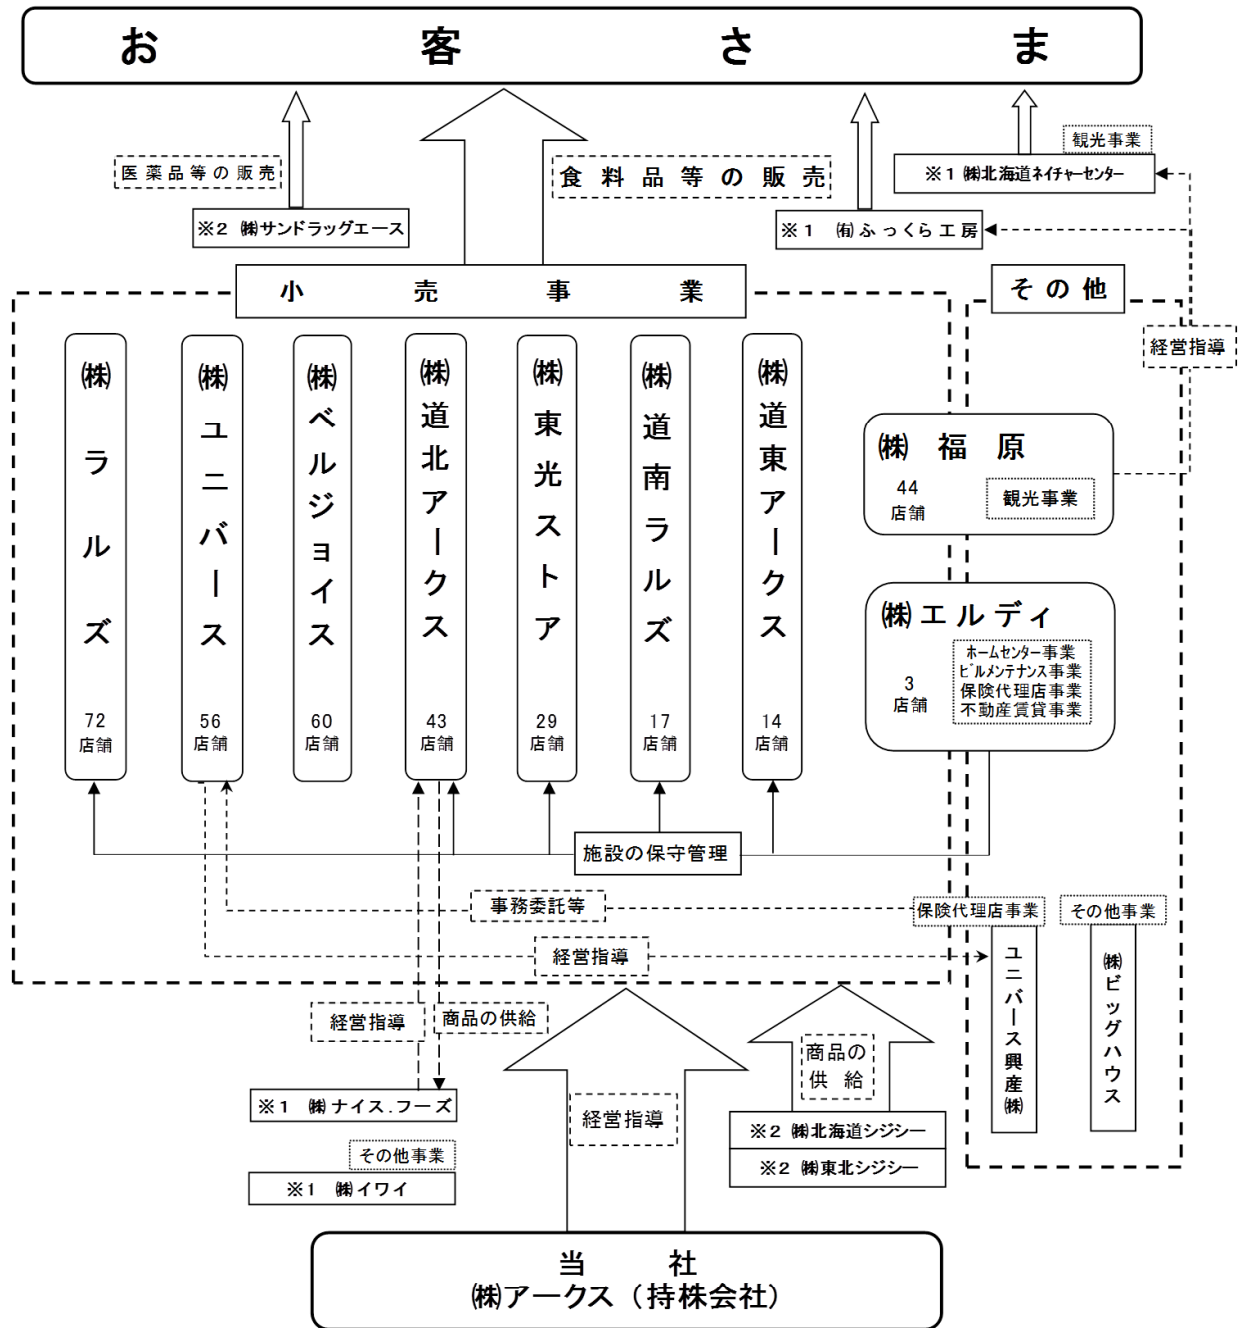 お客さま
観光事業
医薬品等の販売
食料品等の販売
※1 ㈱北海道ネイチャーセンター
※2 ㈱サンドラッグエース
※1 ㈲ふっくら工房
小売事業
その他
経営指導
㈱ラルズ
72
店舗
㈱ユニバース
56
店舗
㈱ベルジョイス
60
店舗
㈱道北アークス
43
店舗
㈱東光ストア
29
店舗
㈱道南ラルズ
17
店舗
㈱道東アークス
14
店舗
㈱福原
44
店舗
観光事業
㈱エルディ
3
店舗
ホームセンター事業
ビルメンテナンス事業
保険代理店事業
不動産賃貸事業
施設の保守管理
事務委託等
保険代理店事業
その他事業
経営指導
ユニバース興産㈱
㈱ビッグハウス
経営指導
商品の供給
商品の
供給
※1 ㈱ナイス.フーズ
経営指導
※2 ㈱北海道シジシー
その他事業
※2 ㈱東北シジシー
※1 ㈱イワイ
当社
㈱アークス（持株会社）